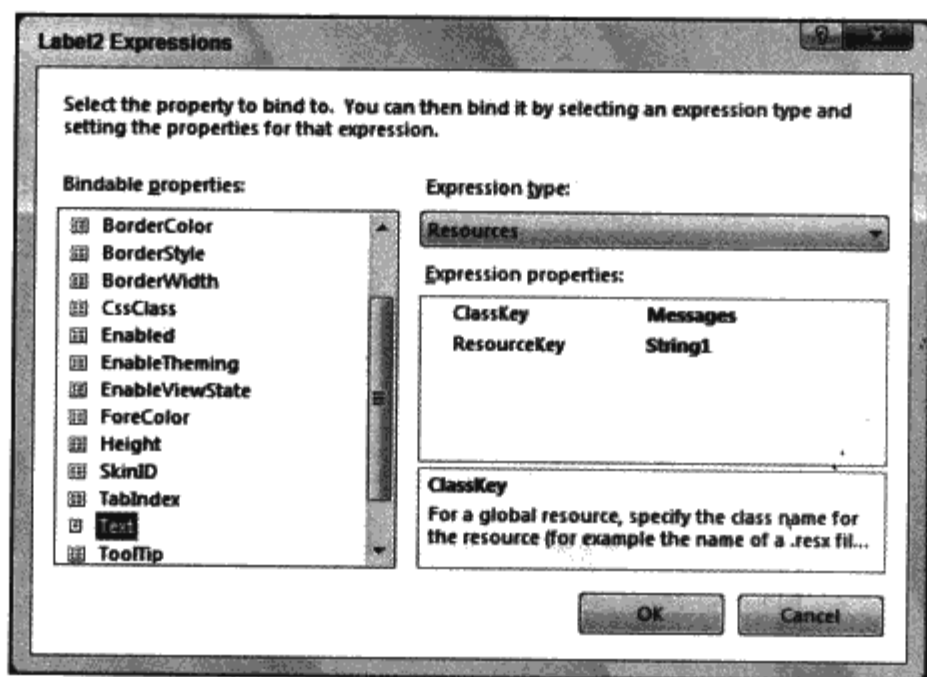 Label2 Expressions
Select the property to bind to. You can then bind it by selecting an expression type and
setting the properties for that expression.
Bindable properties:
BorderColor
BorderStyle
BorderWidth
CssClass
Enabled
EnableTheming
EnableViewState
ForeColor
Height
SkinID
TabIndex
Text
ToolTip
Expression type:
Resources
Expression properties:
ClassKey Messages
ResourceKey String1
ClassKey
For a global resource, specify the class name for
the resource (for example the name of a .resx fil...
OK
Cancel